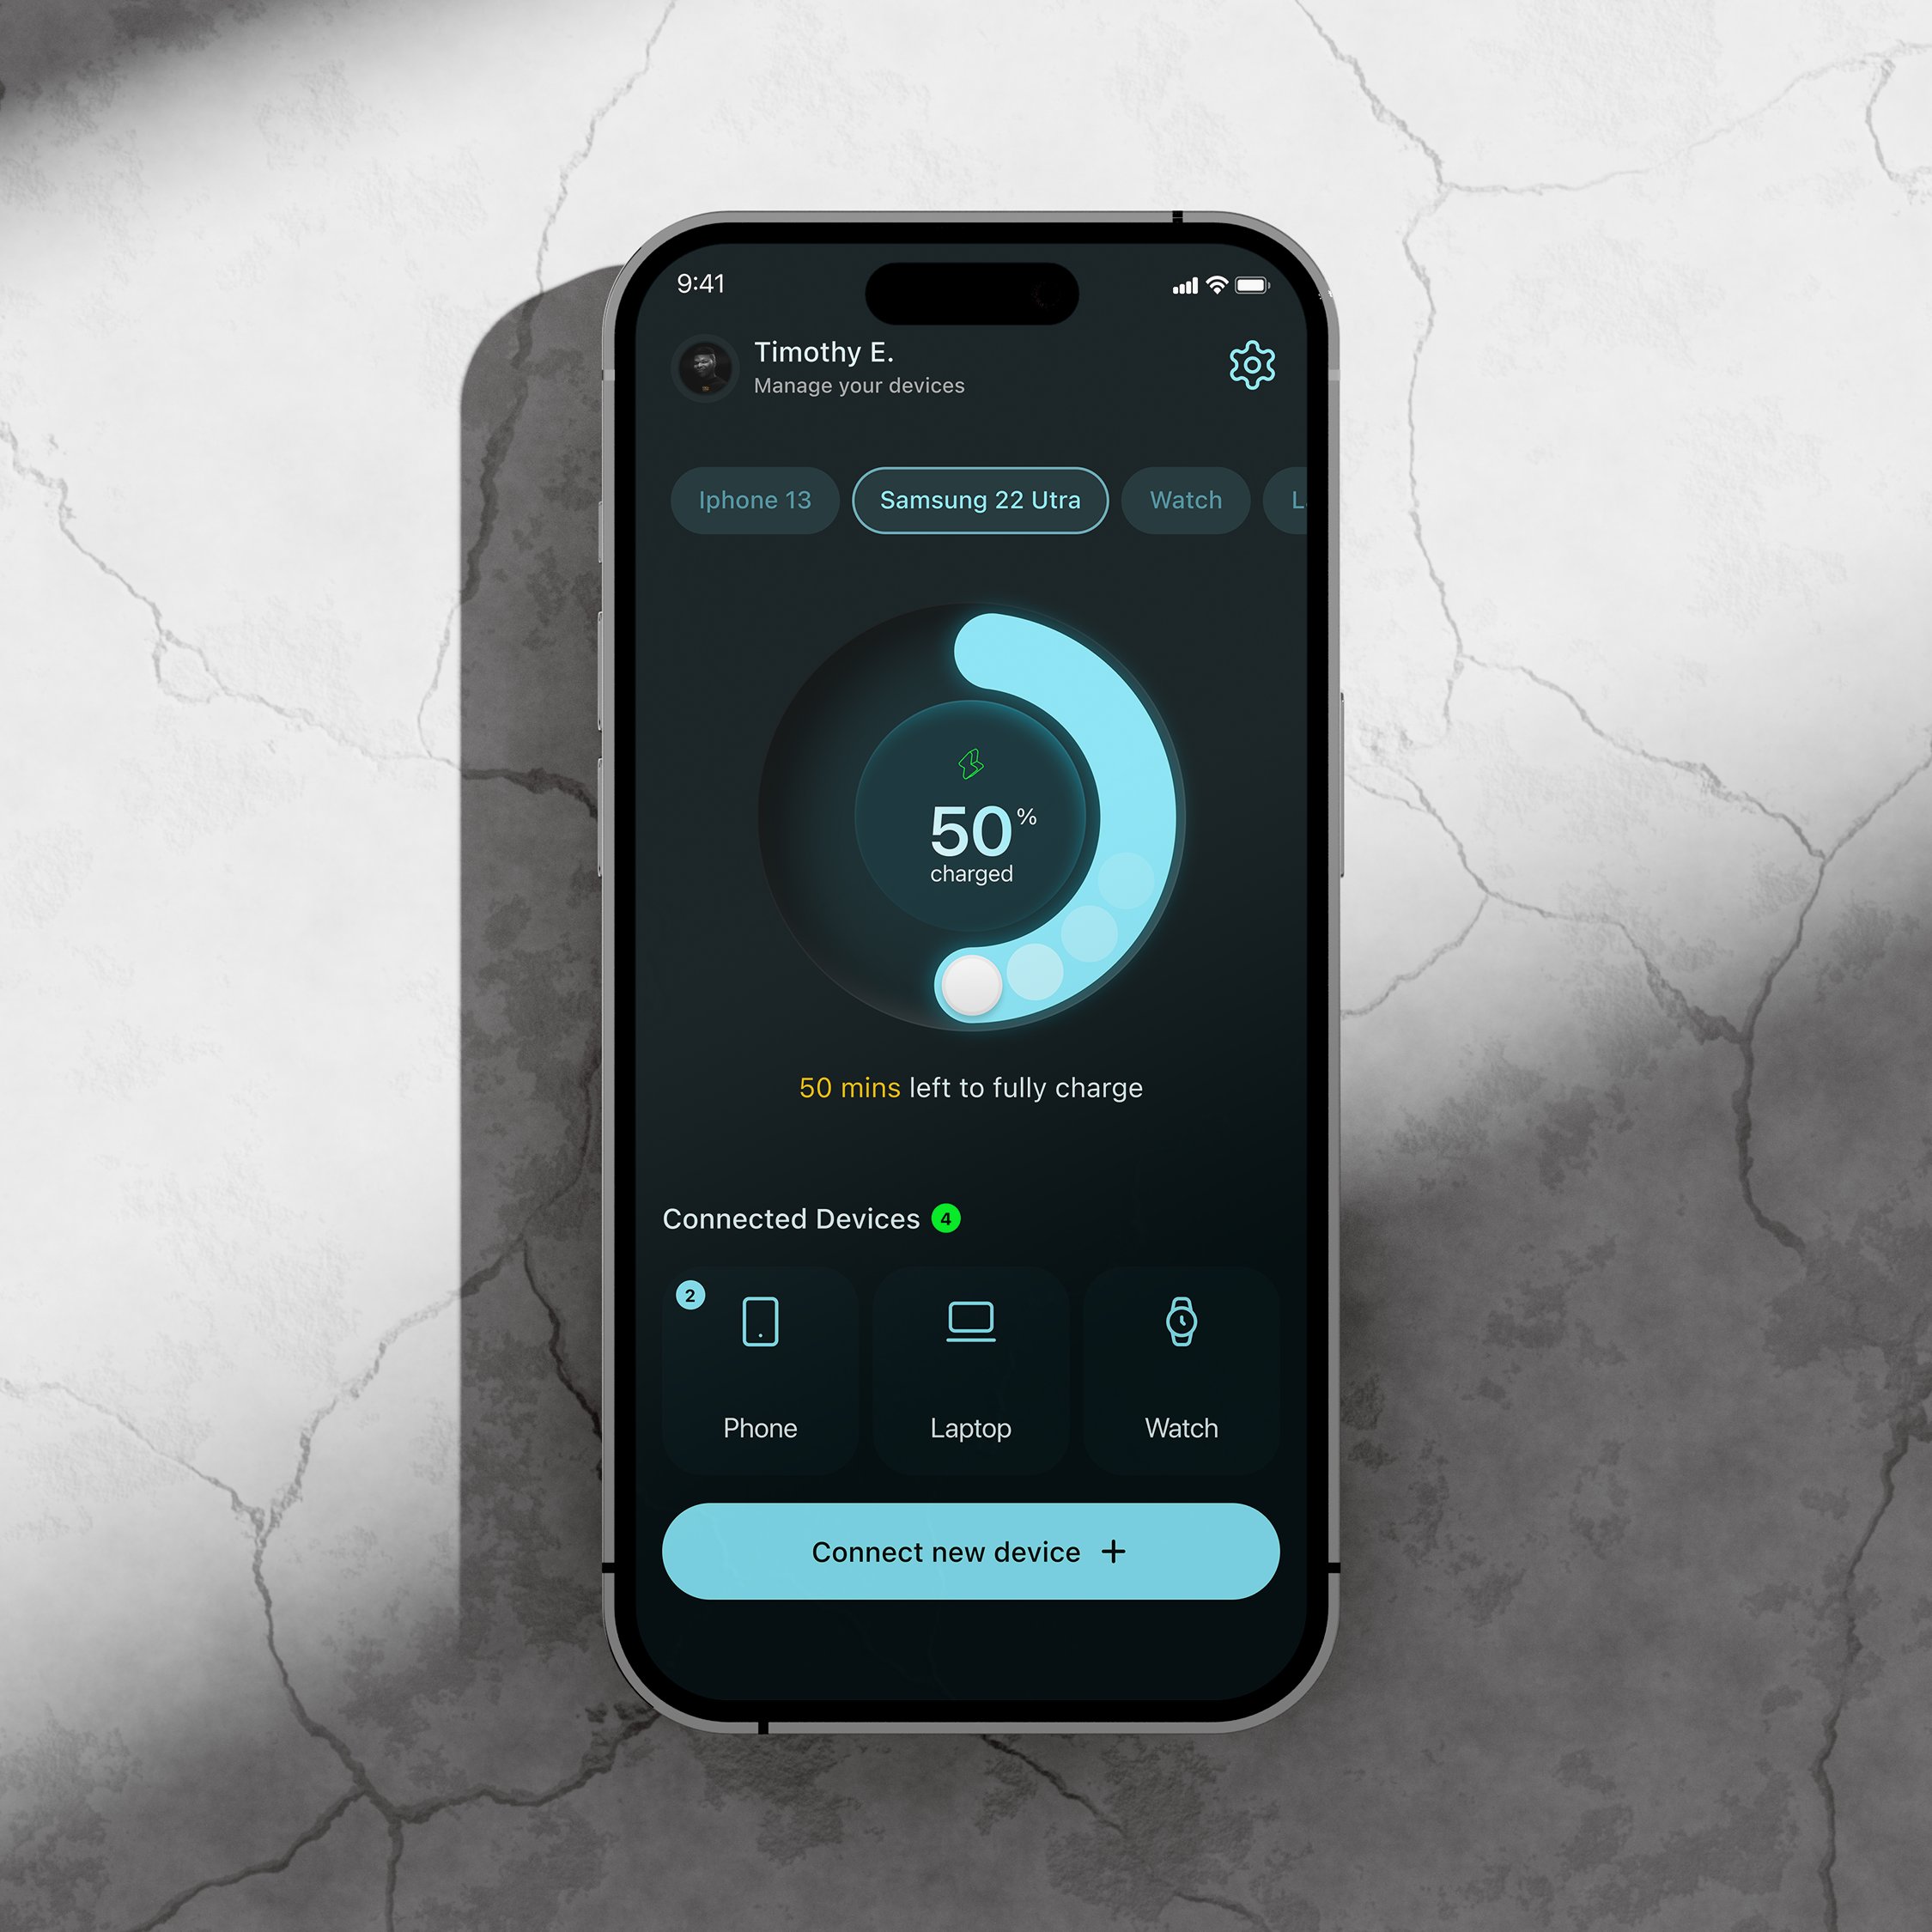 9:41
Timothy E.
Manage your devices
Iphone 13
Samsung 22 Utra
Watch
50%
charged
50 mins left to fully charge
Connected Devices 4
2
Phone
Laptop
Watch
Connect new device +